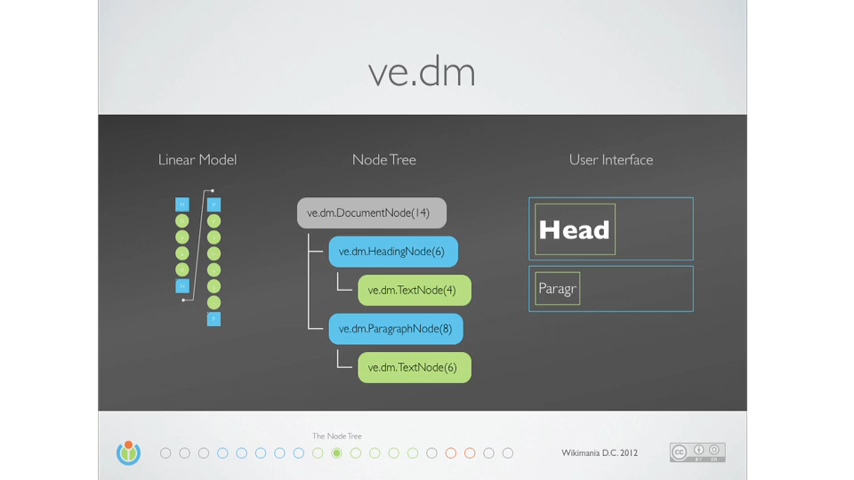 ve.dm
Linear Model
Node Tree
User Interface
ve.dm.DocumentNode(14)
ve.dm.HeadingNode(6)
ve.dm.TextNode(4)
ve.dm.ParagraphNode(8)
ve.dm.TextNode(6)
Head
Paragr
The Node Tree
Wikimania D.C. 2012